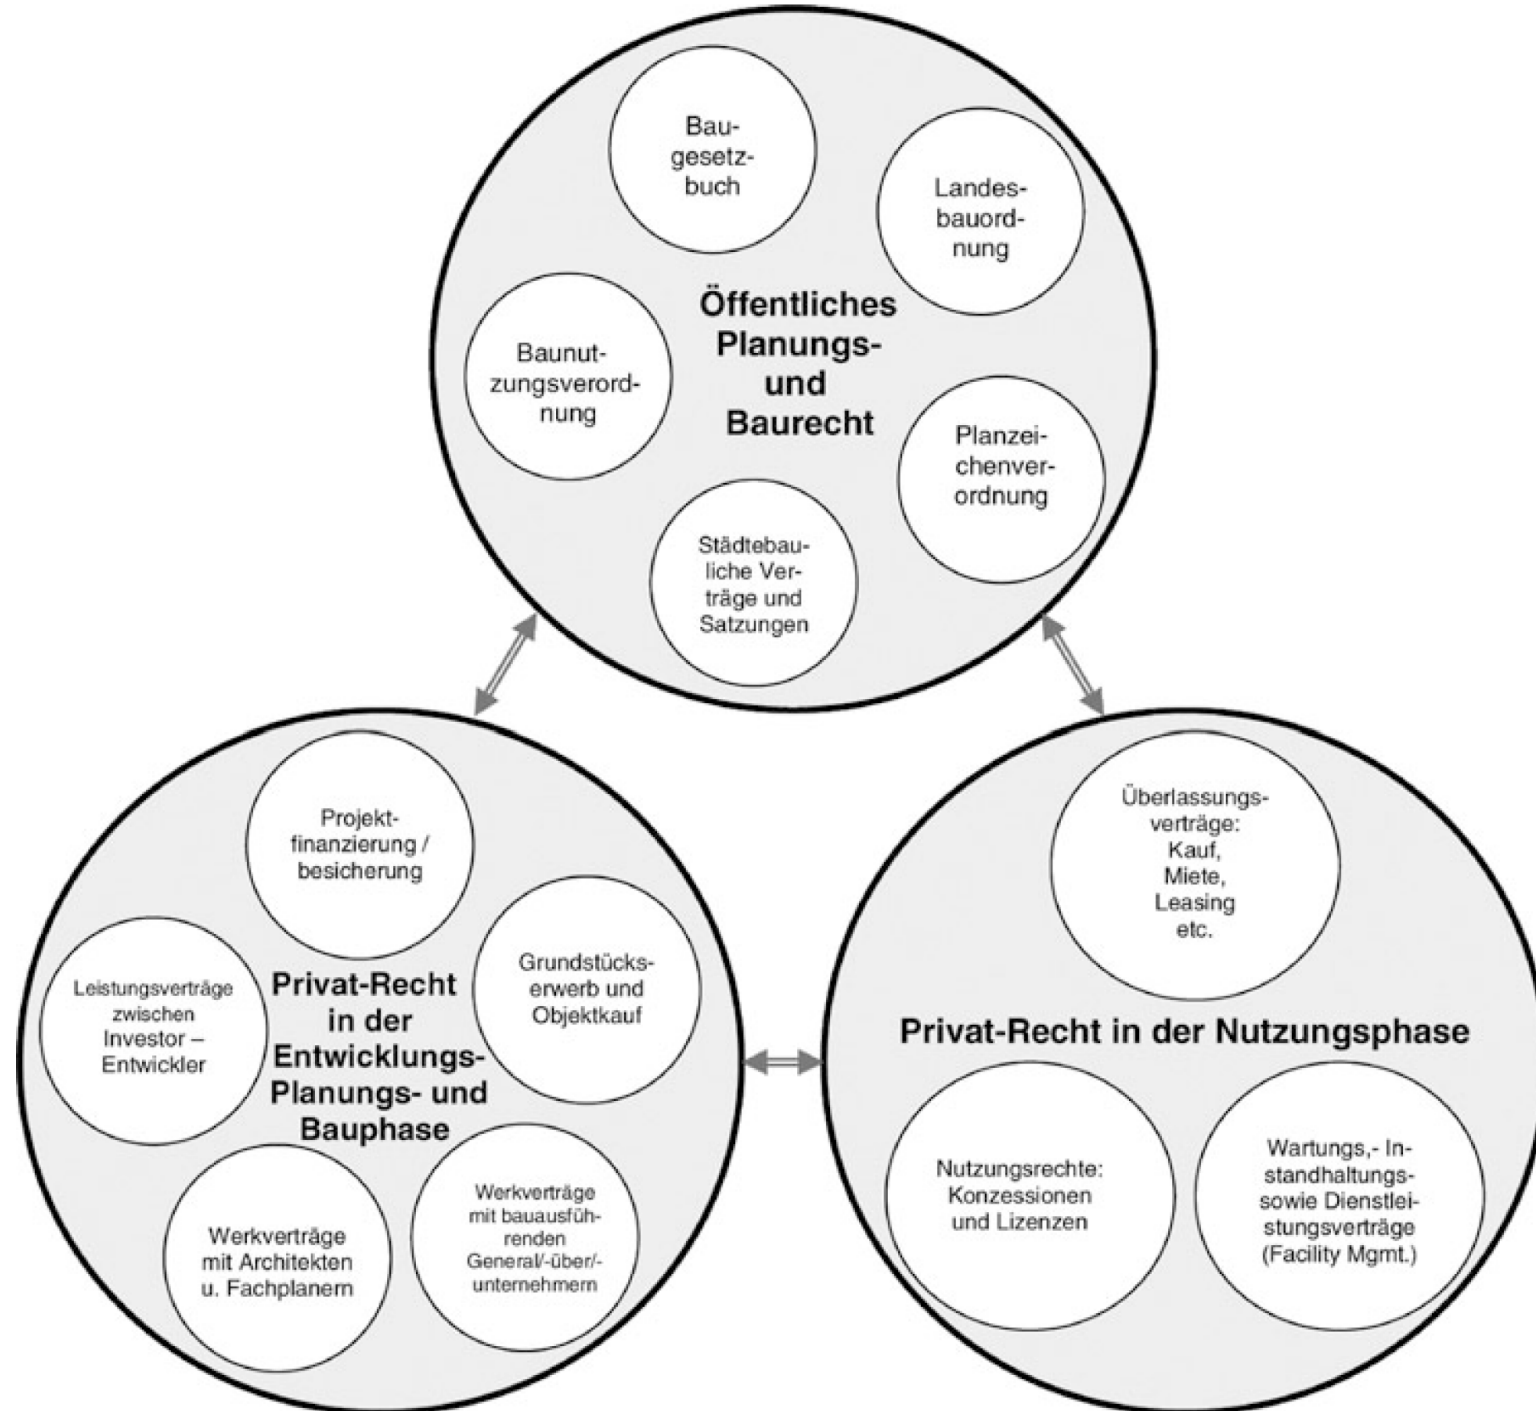 Bau-
gesetz-
buch
Landes-
bauord-
nung
Öffentliches
Planungs-
und
Baurecht
Baunut-
zungsverord-
nung
Planzei-
chenver-
ordnung
Städtebau-
liche Ver-
träge und
Satzungen
Projekt-
finanzierung /
besicherung
Grundstücks-
erwerb und
Objektkauf
Leistungsverträge
zwischen
Investor –
Entwickler
Privat-Recht
in der
Entwicklungs-
Planungs- und
Bauphase
Werkverträge
mit Architekten
u. Fachplanern
Werkverträge
mit bauausfüh-
renden
General/-über/-
unternehmern
Überlassungs-
verträge:
Kauf,
Miete,
Leasing
etc.
Privat-Recht in der Nutzungsphase
Nutzungsrechte:
Konzessionen
und Lizenzen
Wartungs,- In-
standhaltungs-
sowie Dienstlei-
stungsverträge
(Facility Mgmt.)